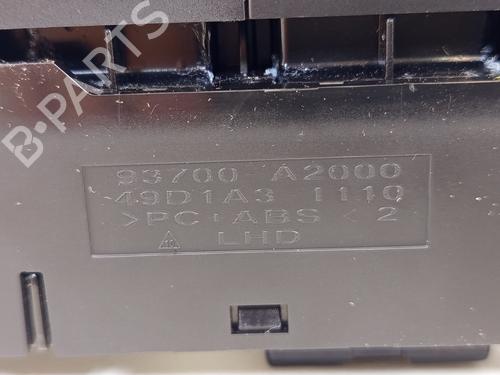 B-PARTS
93700 A2000
49D1A3 1110
>PC+ABS< 2
LHD